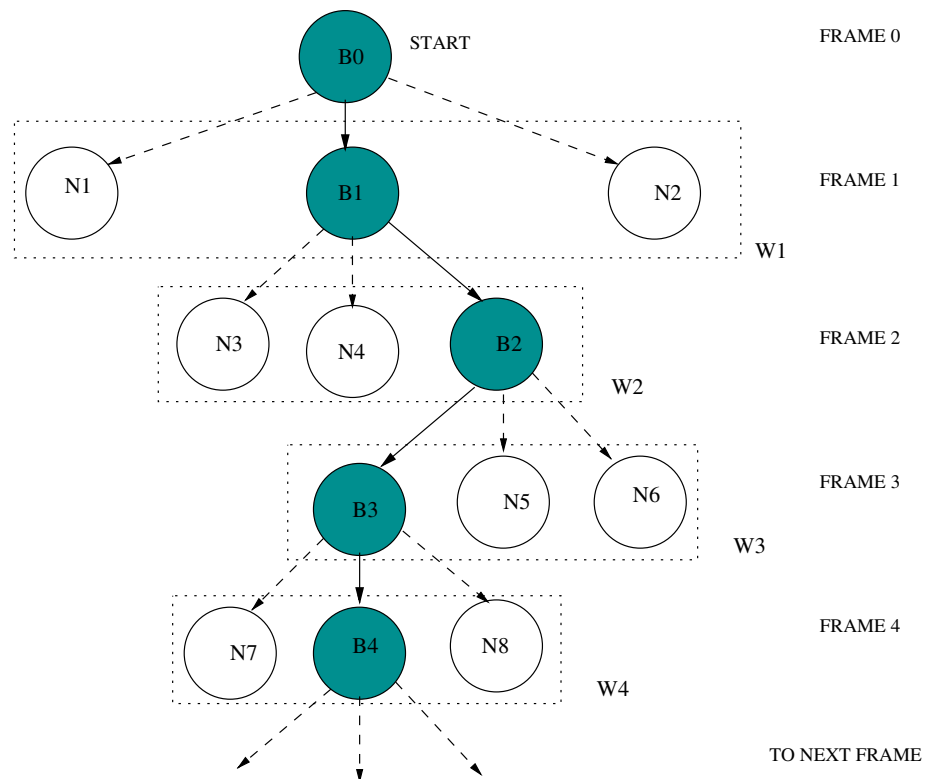 B0
START
FRAME 0
N1
B1
N2
FRAME 1
W1
N3
N4
B2
FRAME 2
W2
B3
N5
N6
FRAME 3
W3
N7
B4
N8
FRAME 4
W4
TO NEXT FRAME